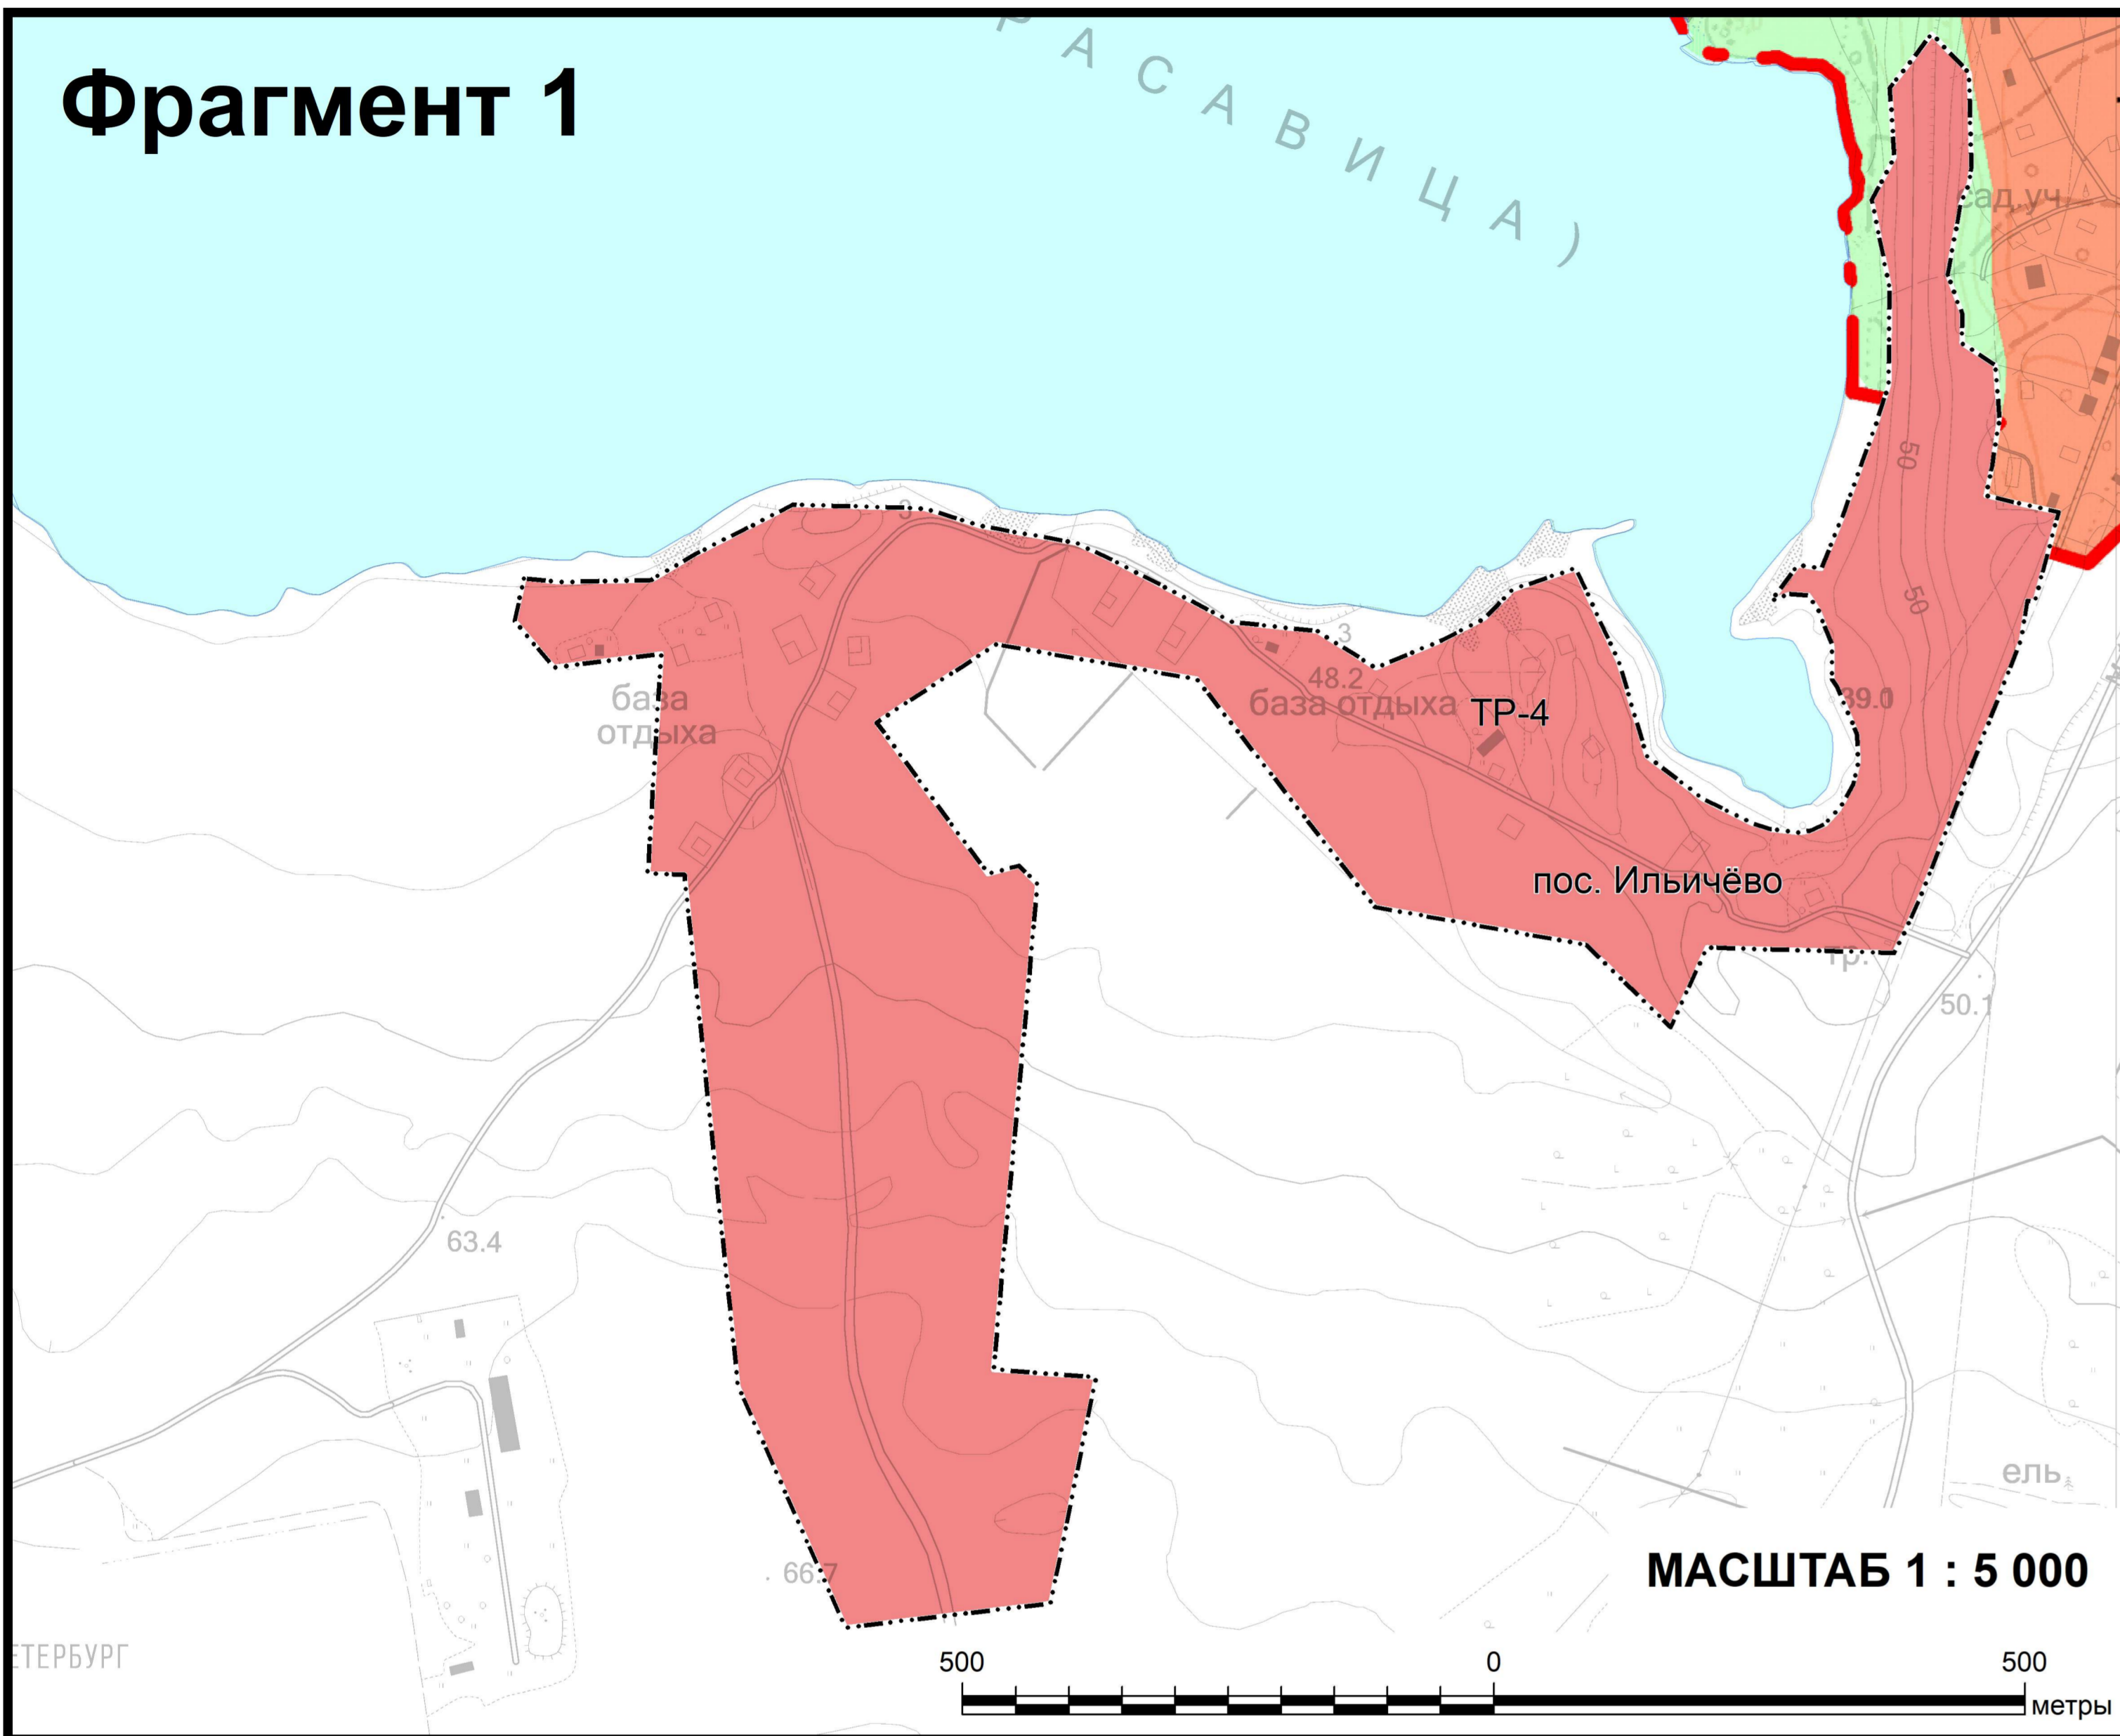 Фрагмент 1
РАСАВИЦА)
сад.уч.
50
3
50
3
48.2
база отдыха
ТР-4
39.0
база
отдыха
пос. Ильичёво
тр.
50.1
63.4
ель
66.7
МАСШТАБ 1 : 5 000
ЕТЕРБУРГ
500
0
500
метры